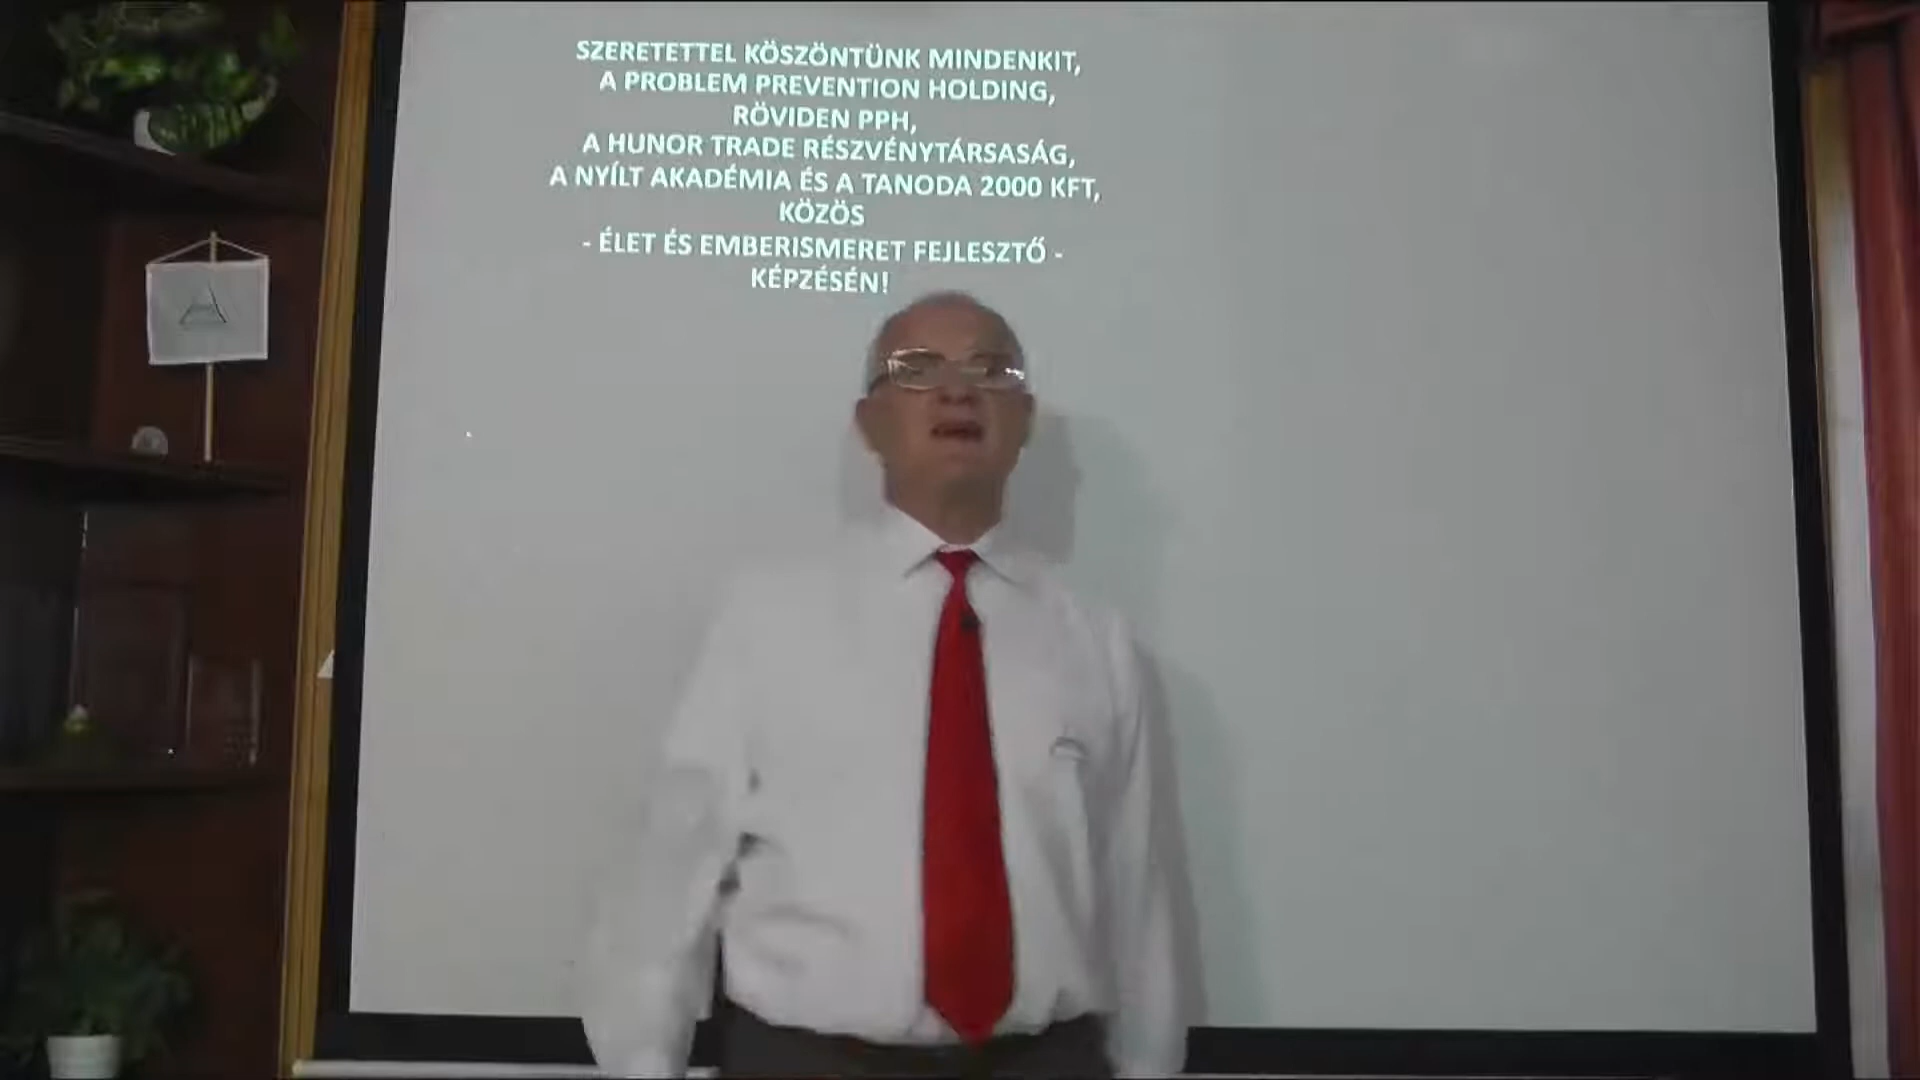 SZERETETTEL KÖSZÖNTÜNK MINDENKIT,
A PROBLEM PREVENTION HOLDING,
RÖVIDEN PPH,
A HUNOR TRADE RÉSZVÉNYTÁRSASÁG,
A NYÍLT AKADÉMIA ÉS A TANODA 2000 KFT,
KÖZÖS
- ÉLET ÉS EMBERISMERET FEJLESZTŐ -
KÉPZÉSÉN!